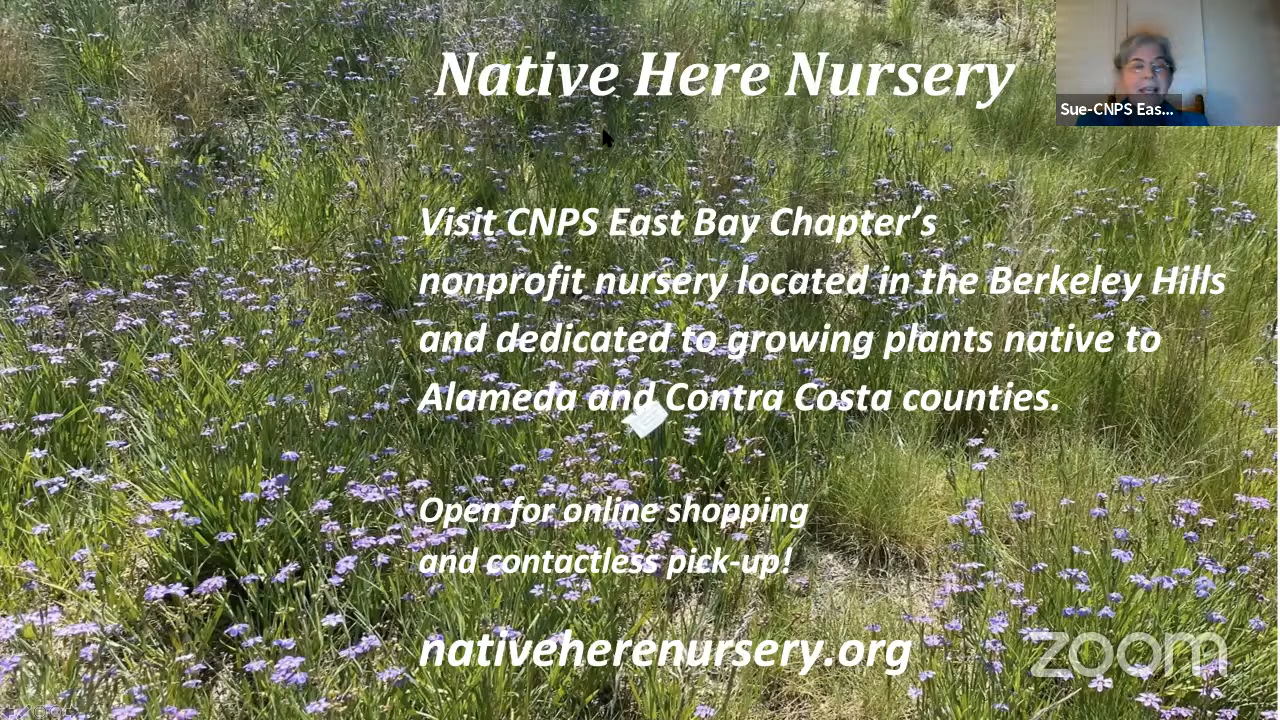 Native Here Nursery
Sue-CNPS Eas...
Visit CNPS East Bay Chapter’s
nonprofit nursery located in the Berkeley Hills
and dedicated to growing plants native to
Alameda and Contra Costa counties.
Open for online shopping
and contactless pick-up!
nativeherenursery.org
zoom